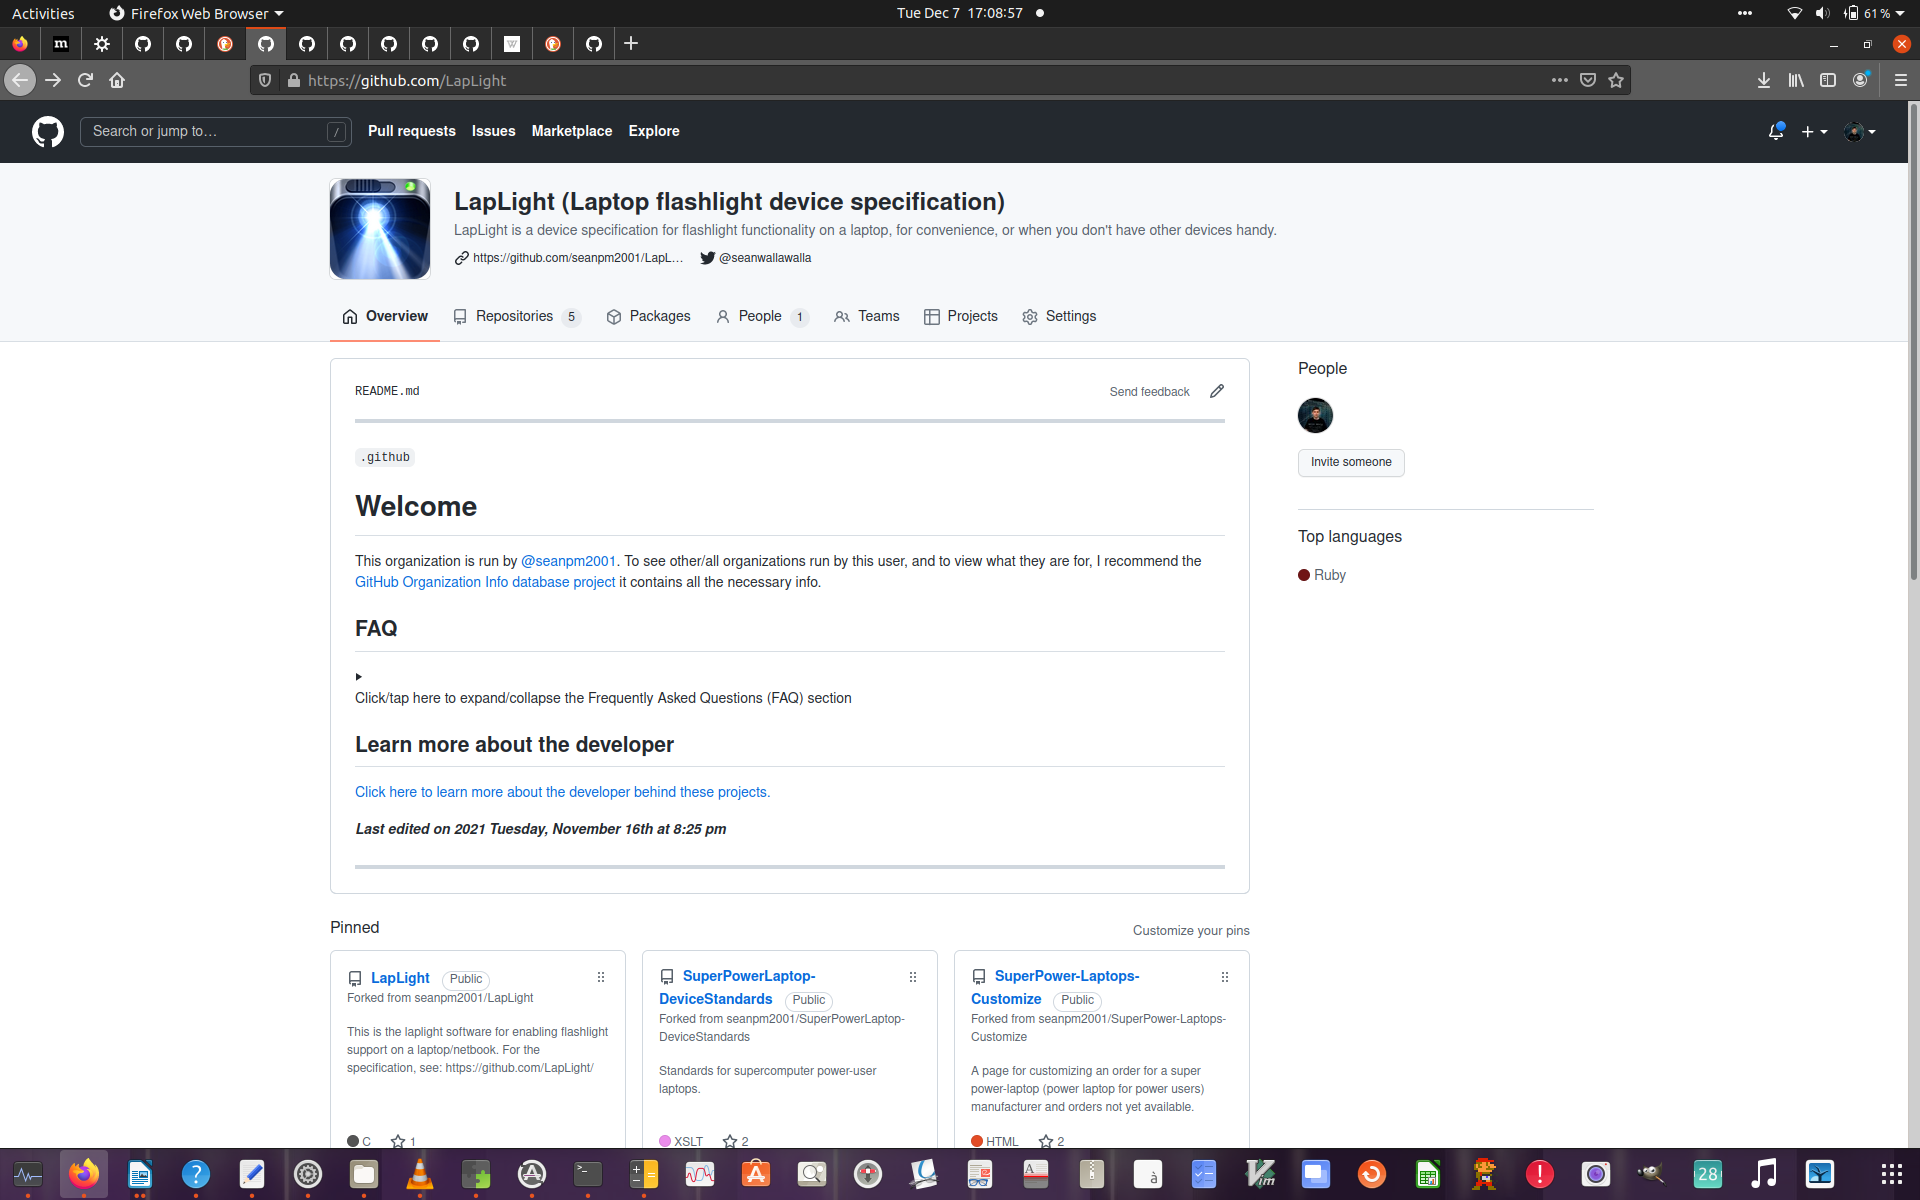 Activities
Firefox Web Browser
Tue Dec 7 17:08:57
61 %
m
W
https://github.com/LapLight
Search or jump to…
/
Pull requests Issues Marketplace Explore
LapLight (Laptop flashlight device specification)
LapLight is a device specification for flashlight functionality on a laptop, for convenience, or when you don't have other devices handy.
https://github.com/seanpm2001/LapL… @seanwallawalla
Overview Repositories 5 Packages People 1 Teams Projects Settings
README.md
Send feedback
.github
Welcome
This organization is run by @seanpm2001. To see other/all organizations run by this user, and to view what they are for, I recommend the
GitHub Organization Info database project it contains all the necessary info.
FAQ
Click/tap here to expand/collapse the Frequently Asked Questions (FAQ) section
Learn more about the developer
Click here to learn more about the developer behind these projects.
Last edited on 2021 Tuesday, November 16th at 8:25 pm
People
Invite someone
Top languages
Ruby
Pinned
Customize your pins
LapLight Public
Forked from seanpm2001/LapLight
This is the laplight software for enabling flashlight
support on a laptop/netbook. For the
specification, see: https://github.com/LapLight/
C 1
SuperPowerLaptop-
DeviceStandards Public
Forked from seanpm2001/SuperPowerLaptop-
DeviceStandards
Standards for supercomputer power-user
laptops.
XSLT 2
SuperPower-Laptops-
Customize Public
Forked from seanpm2001/SuperPower-Laptops-
Customize
A page for customizing an order for a super
power-laptop (power laptop for power users)
manufacturer and orders not yet available.
HTML 2
?
A
à
Vim
!
28